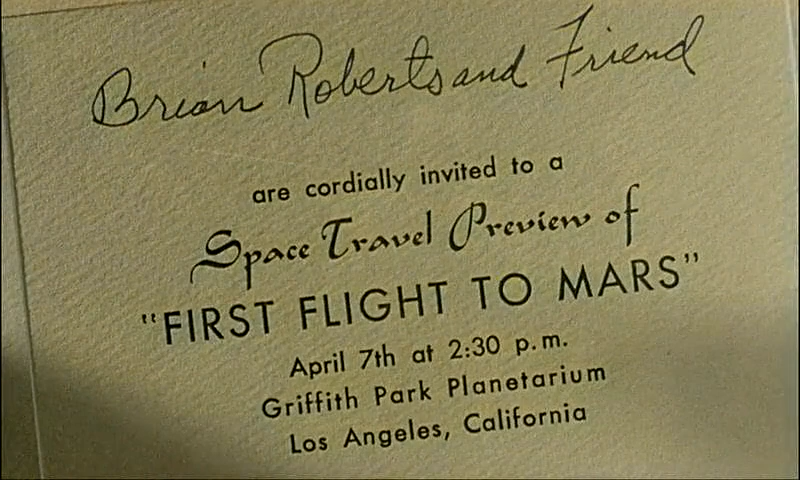 Brian Roberts and Friend
are cordially invited to a
Space Travel Preview of
"FIRST FLIGHT TO MARS"
April 7th at 2:30 p.m.
Griffith Park Planetarium
Los Angeles, California